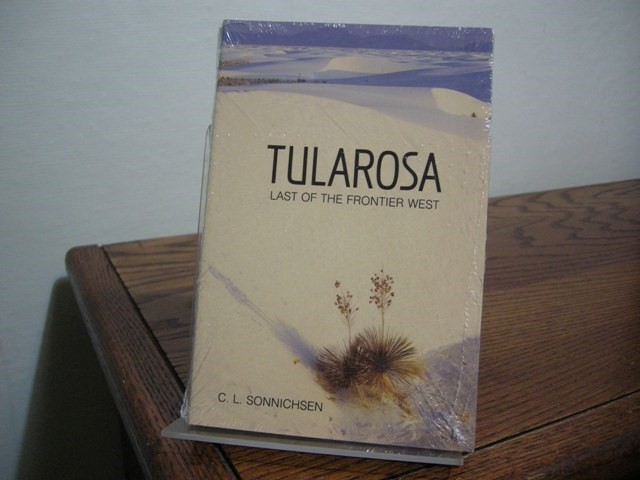 TULAROSA
LAST OF THE FRONTIER WEST
C. L. SONNICHSEN